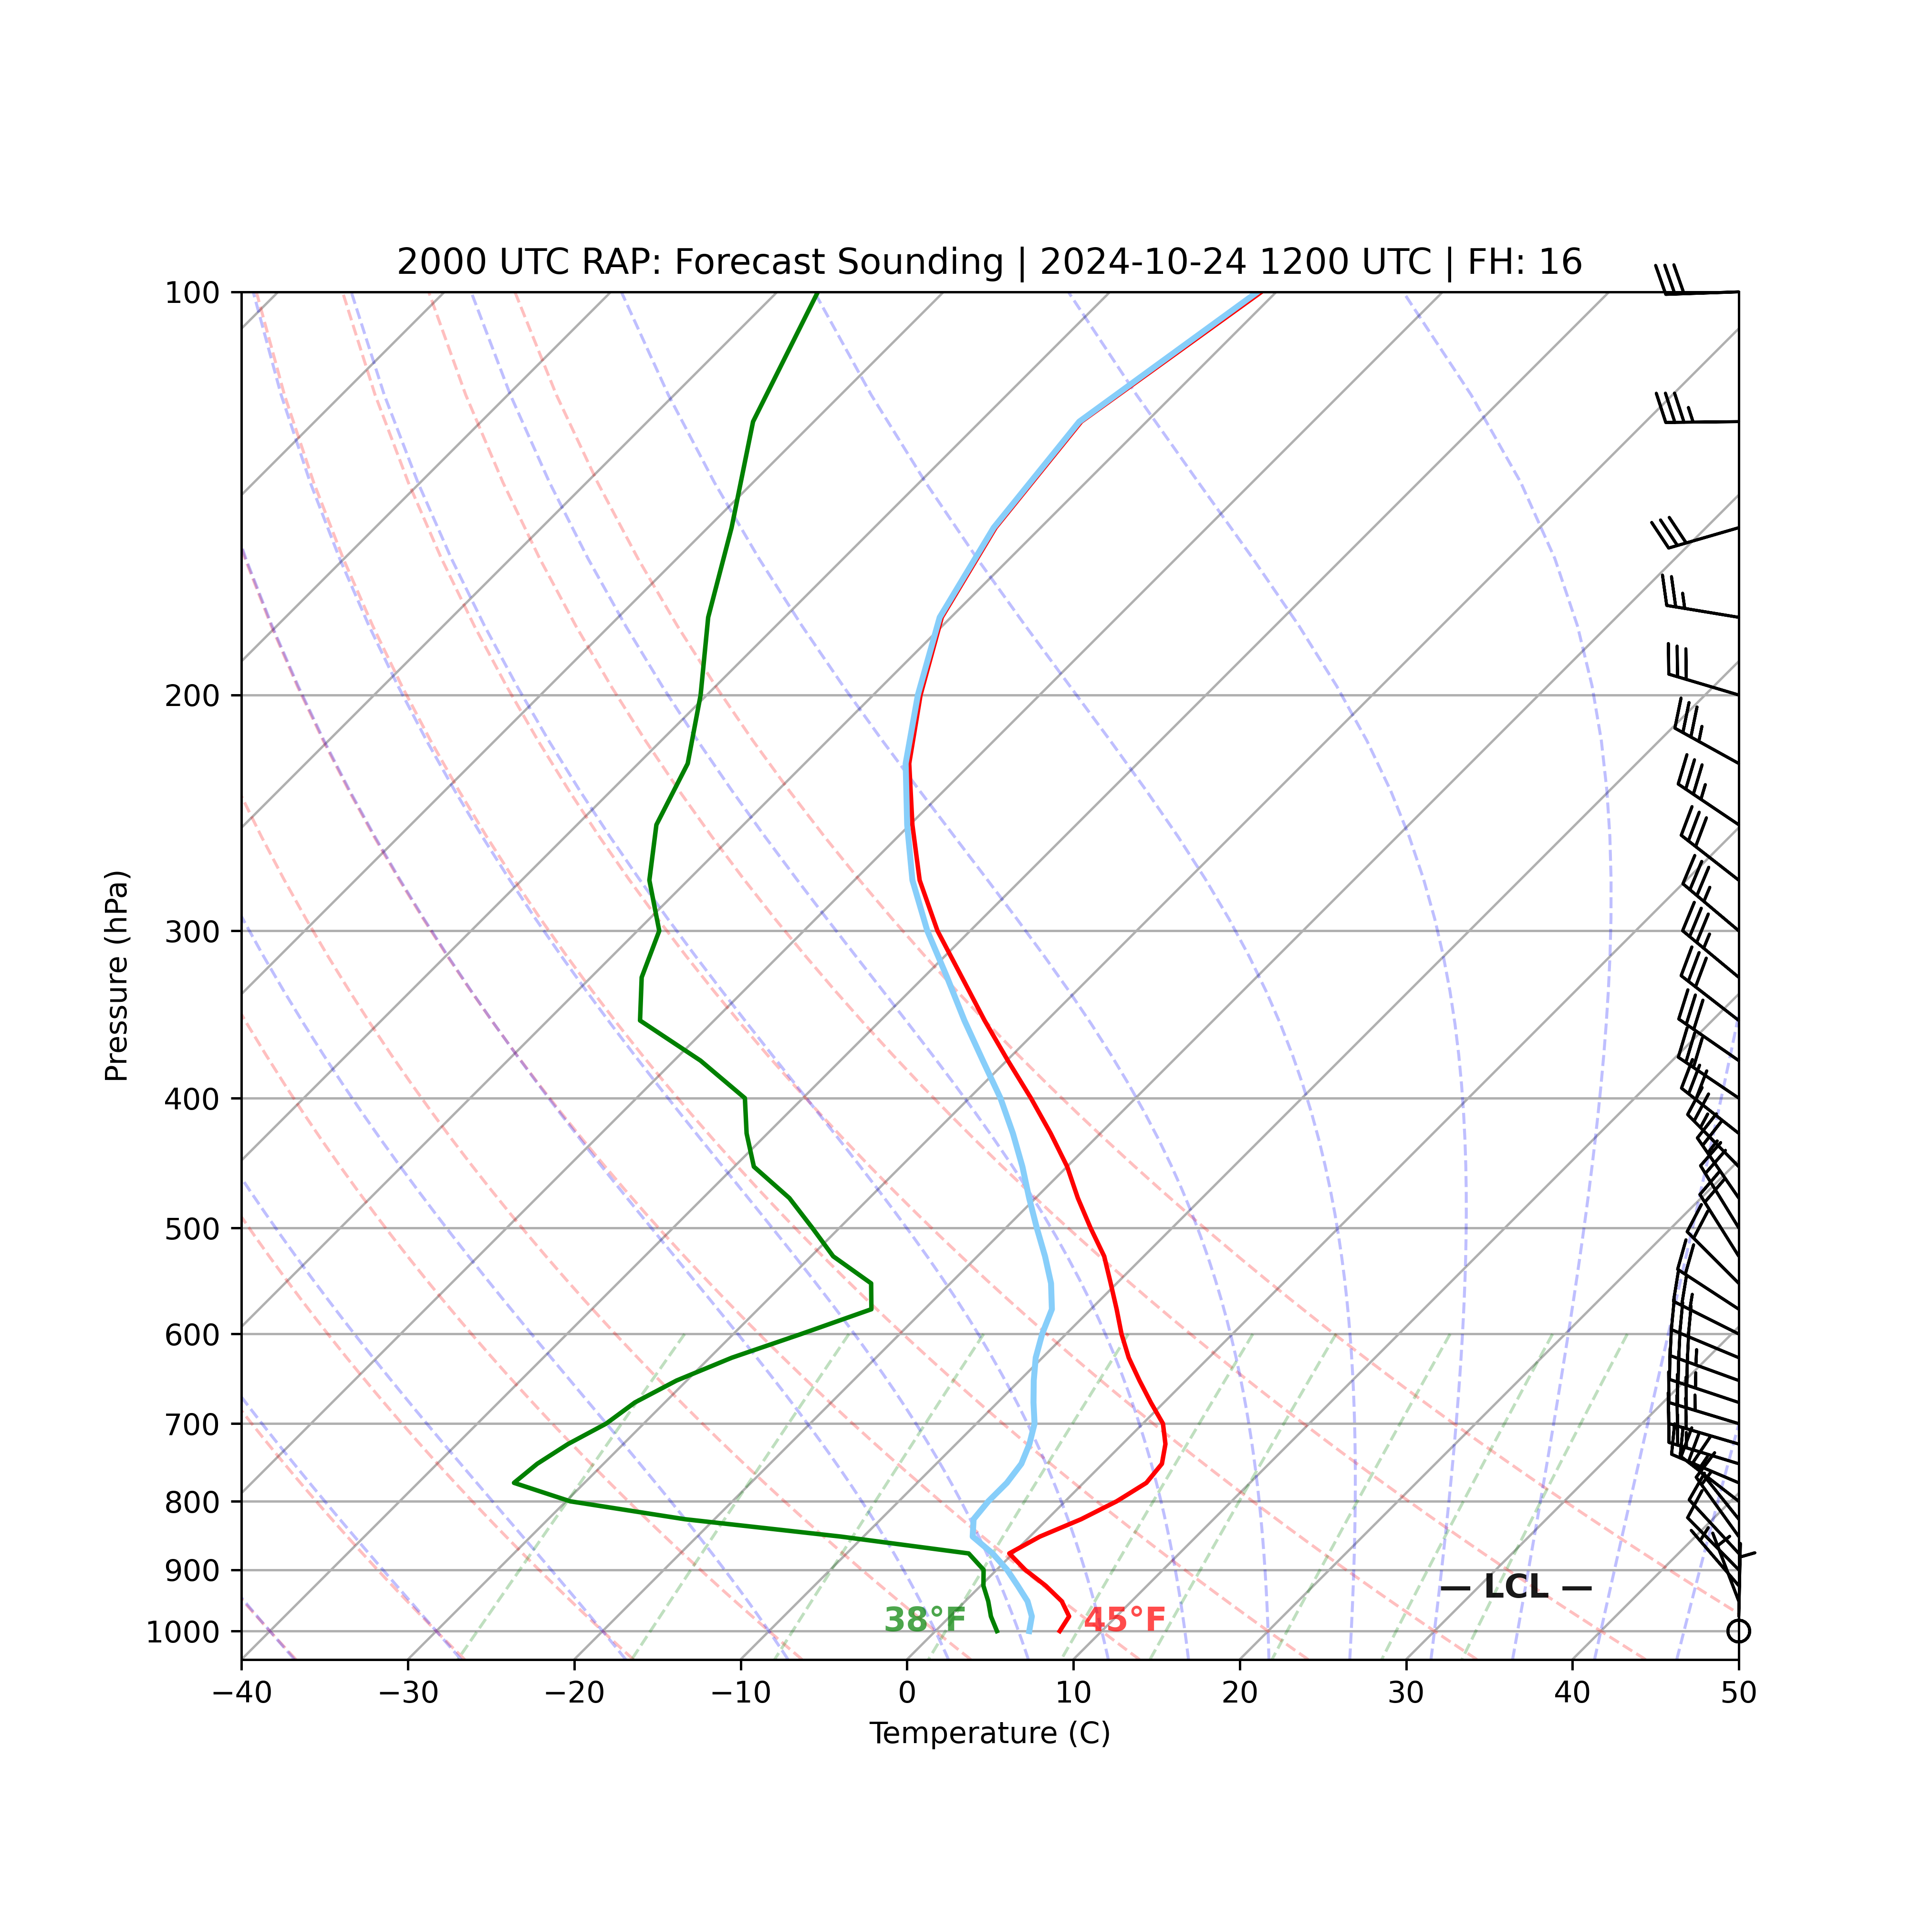 2000 UTC RAP: Forecast Sounding | 2024-10-24 1200 UTC | FH: 16
100
200
300
400
500
600
700
800
900
1000
Pressure (hPa)
— LCL —
38°F 45°F
−40 −30 −20 −10 0 10 20 30 40 50
Temperature (C)